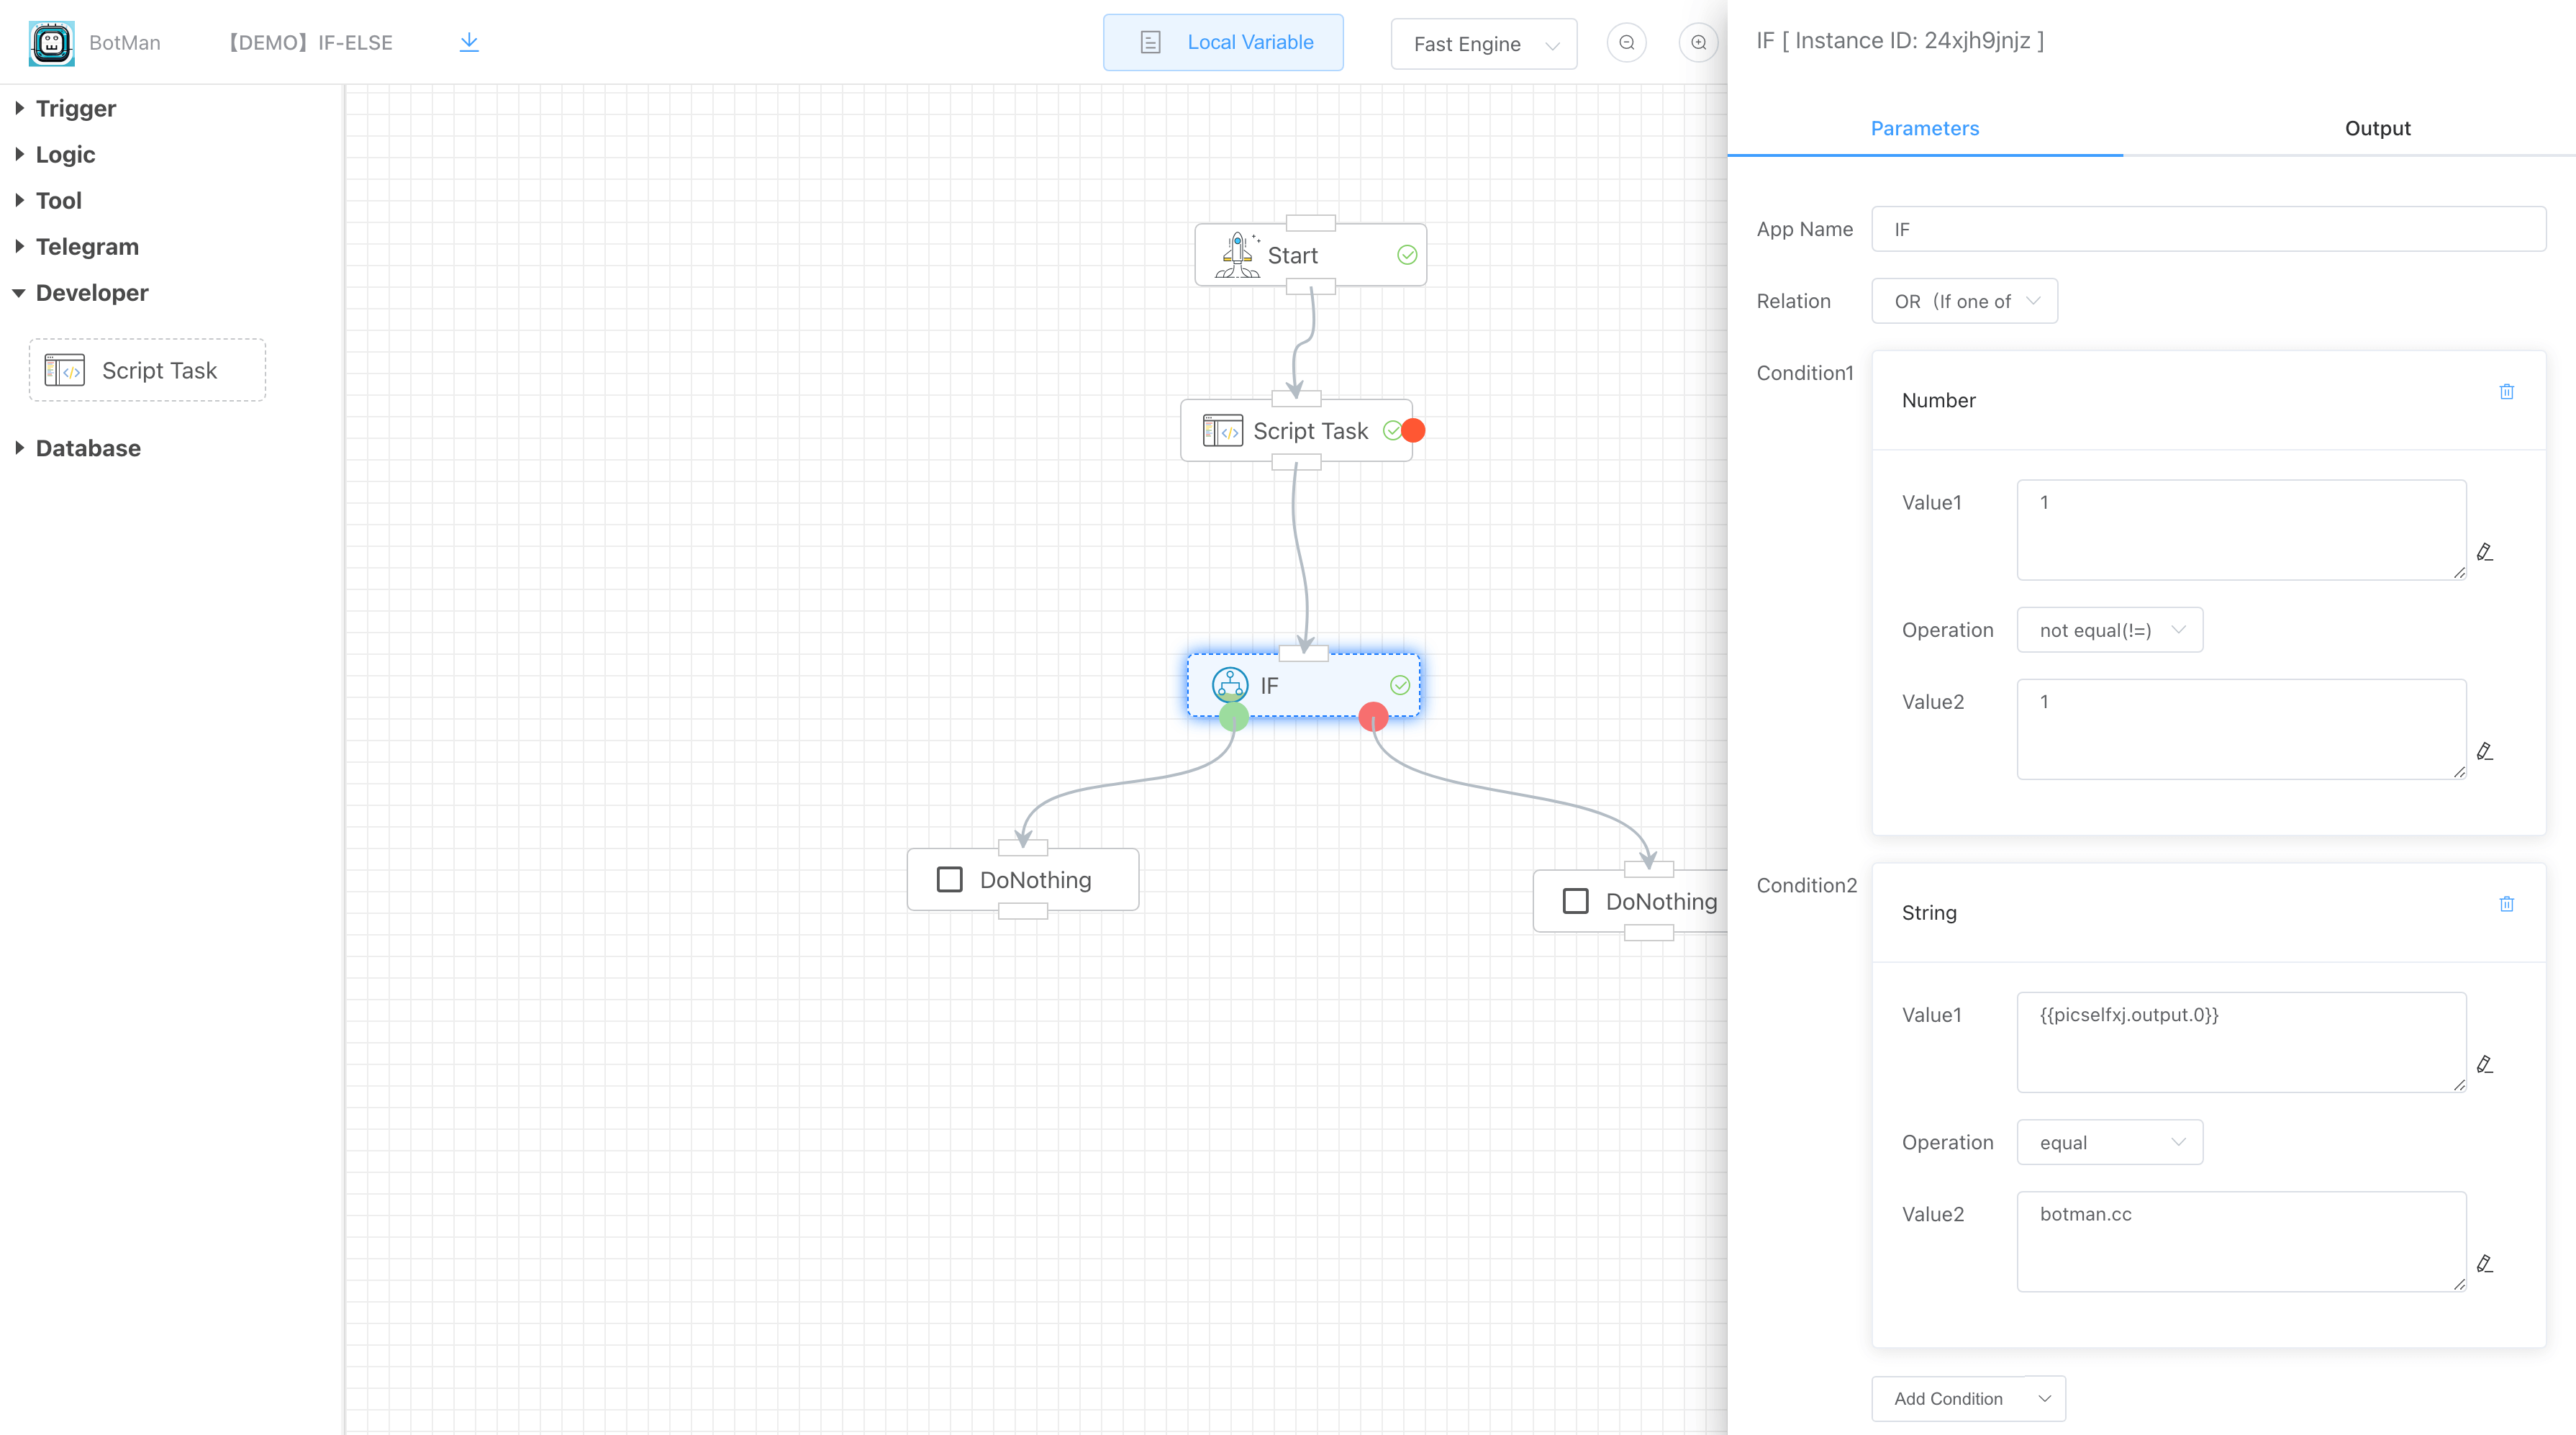 BotMan
【DEMO】IF-ELSE
Local Variable
Fast Engine
Trigger
Logic
Tool
Telegram
Developer
Script Task
Database
Start
Script Task
IF
DoNothing
DoNothing
IF [ Instance ID: 24xjh9jnjz ]
Parameters
Output
App Name
IF
Relation
OR（If one of
Condition1
Number
Value1
1
Operation
not equal(!=)
Value2
1
Condition2
String
Value1
{{picselfxj.output.0}}
Operation
equal
Value2
botman.cc
Add Condition